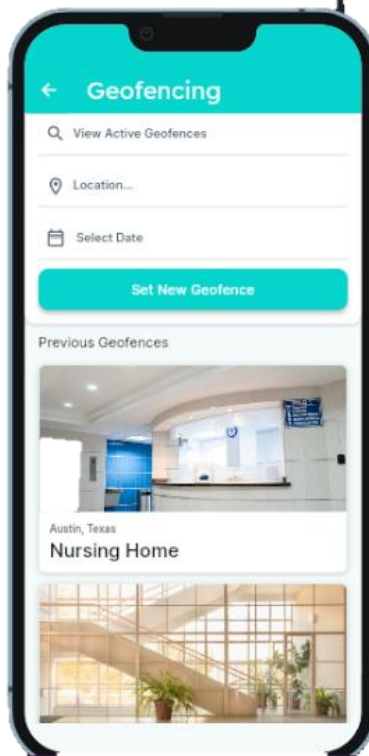 Geofencing
View Active Geofences
Location...
Select Date
Set New Geofence
Previous Geofences
Austin, Texas
Nursing Home